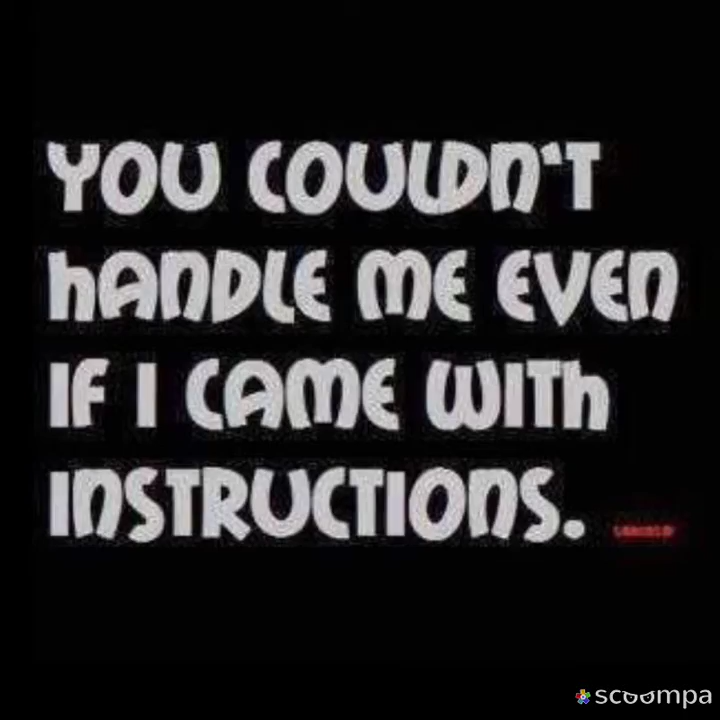 YOU COULDN'T
hANDLE ME EVEN
IF I CAME WITh
INSTRUCTIONS.
scoompa